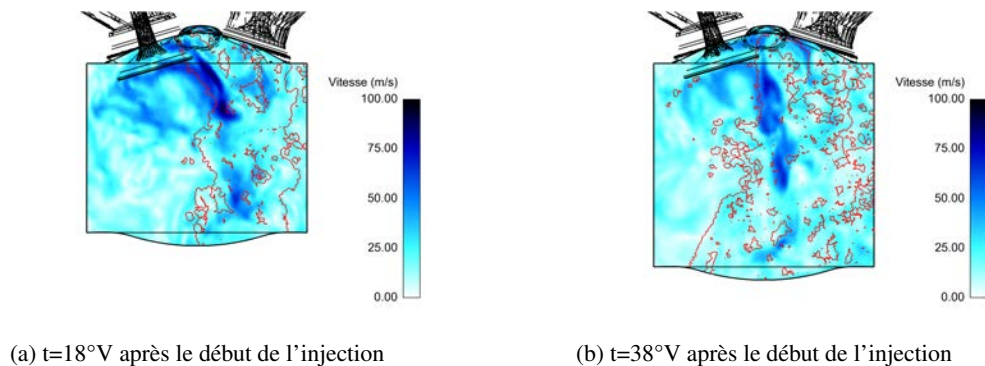 Vitesse (m/s)
100.00
75.00
50.00
25.00
0.00
Vitesse (m/s)
100.00
75.00
50.00
25.00
0.00
(a) t=18°V après le début de l'injection
(b) t=38°V après le début de l'injection